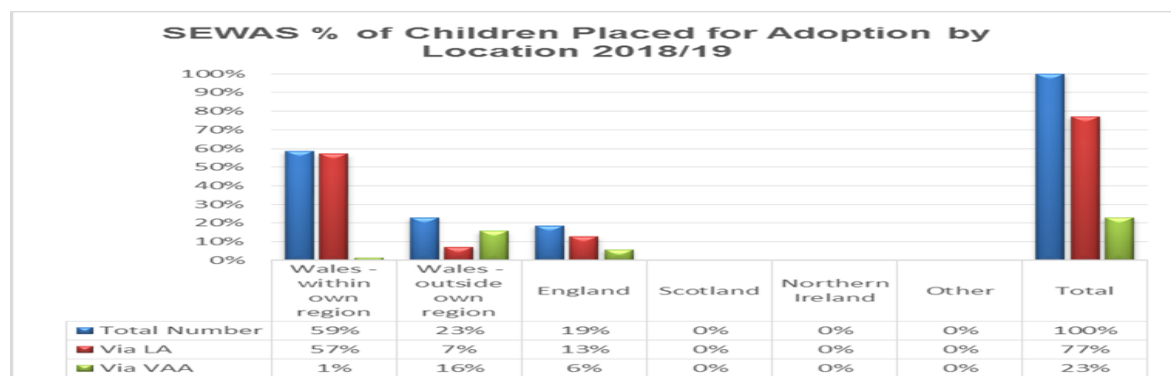 SEWAS % of Children Placed for Adoption by
Location 2018/19
100%
90%
80%
70%
60%
50%
40%
30%
20%
10%
0%
Wales -
within
own
region
Wales -
outside
own
region
England
Scotland
Northern
Ireland
Other
Total
Total Number 59% 23% 19% 0% 0% 0% 100%
Via LA 57% 7% 13% 0% 0% 0% 77%
Via VAA 1% 16% 6% 0% 0% 0% 23%